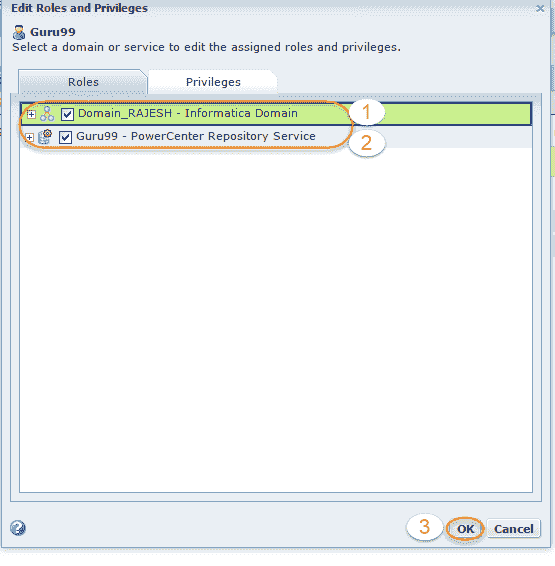 Edit Roles and Privileges
Guru99
Select a domain or service to edit the assigned roles and privileges.
Roles Privileges
Domain_RAJESH - Informatica Domain 1
Guru99 - PowerCenter Repository Service 2
? 3 OK Cancel